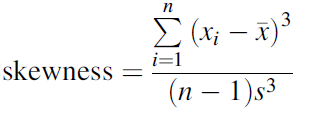 skewness = \frac{\sum_{i=1}^{n} (x_i - \bar{x})^3}{(n - 1)s^3}